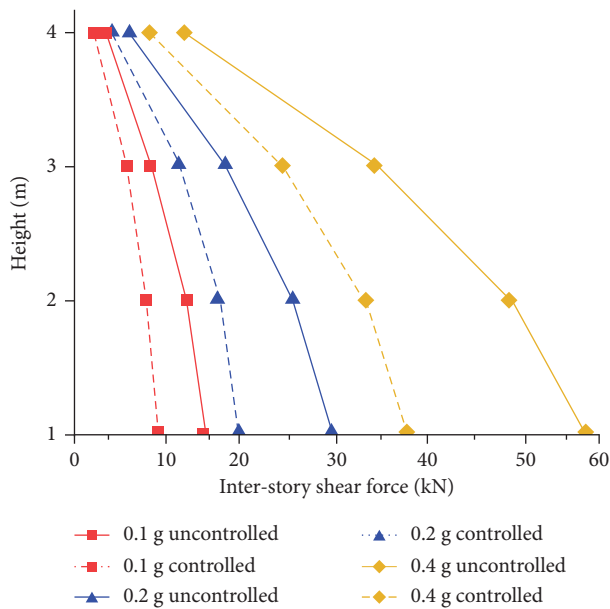 4
3
2
1
Height (m)
0 10 20 30 40 50 60
Inter-story shear force (kN)
0.1 g uncontrolled
0.1 g controlled
0.2 g uncontrolled
0.2 g controlled
0.4 g uncontrolled
0.4 g controlled